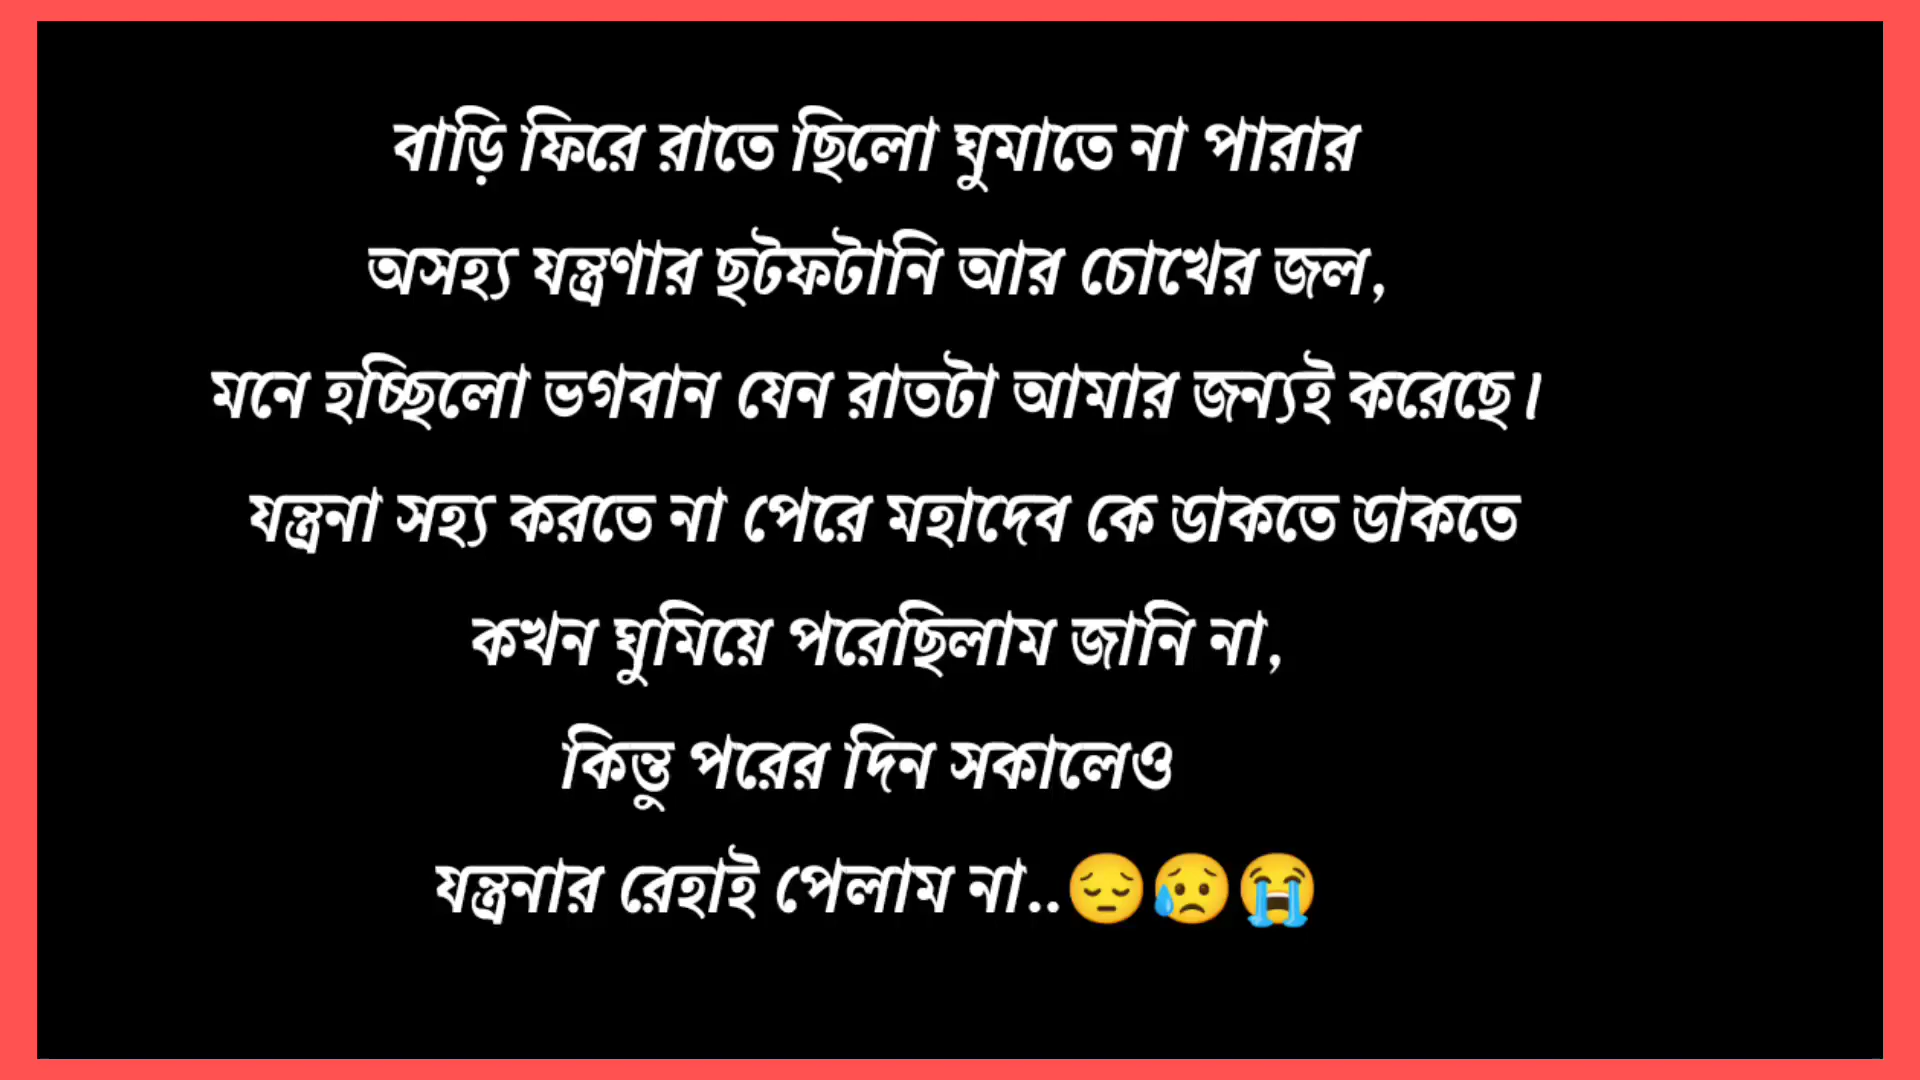 বাড়ি ফিরে রাতে ছিলো ঘুমাতে না পারার
অসহ্য যন্ত্রণার ছটফটানি আর চোখের জল,
মনে হচ্ছিলো ভগবান যেন রাতটা আমার জন্যই করেছে।
যন্ত্রনা সহ্য করতে না পেরে মহাদেব কে ডাকতে ডাকতে
কখন ঘুমিয়ে পরেছিলাম জানি না,
কিন্তু পরের দিন সকালেও
যন্ত্রনার রেহাই পেলাম না..😔😥😭